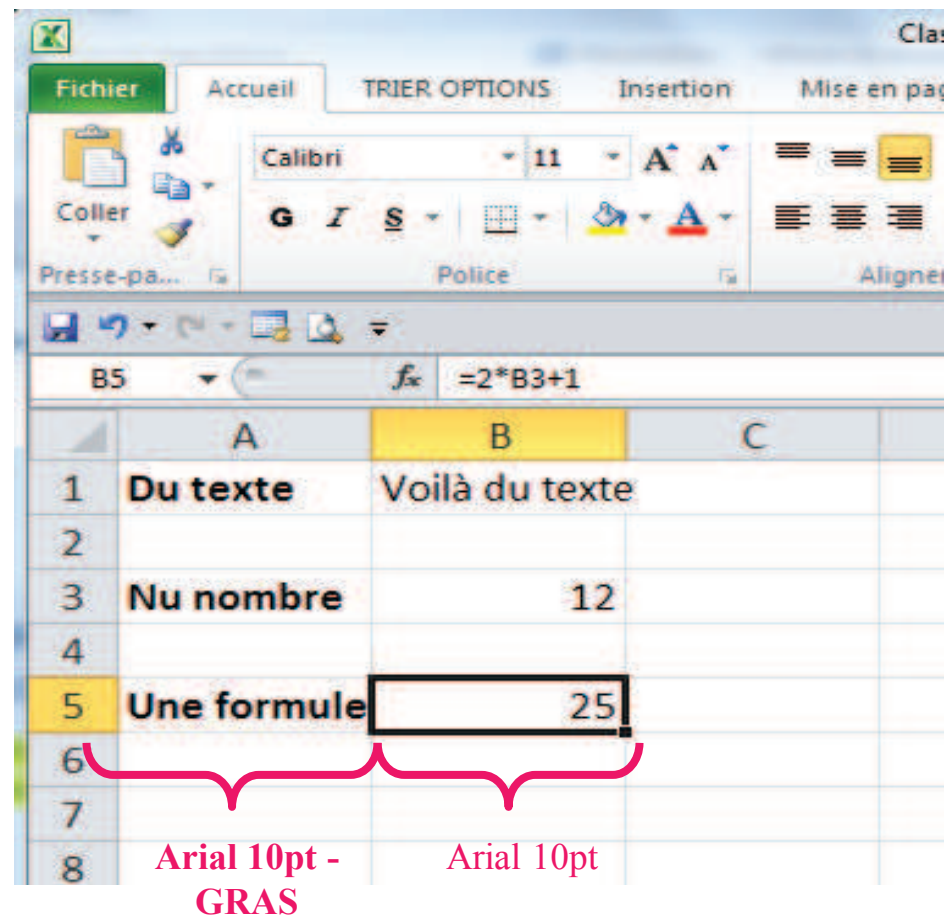 Clas
Fichier Accueil TRIER OPTIONS Insertion Mise en pag
Calibri 11 A A
Coller G I S A
Presse-pa... Police Aligner
B5 fx =2*B3+1
A B C
1 Du texte Voilà du texte
2
3 Nu nombre 12
4
5 Une formule 25
6
7
8
Arial 10pt - Arial 10pt
GRAS